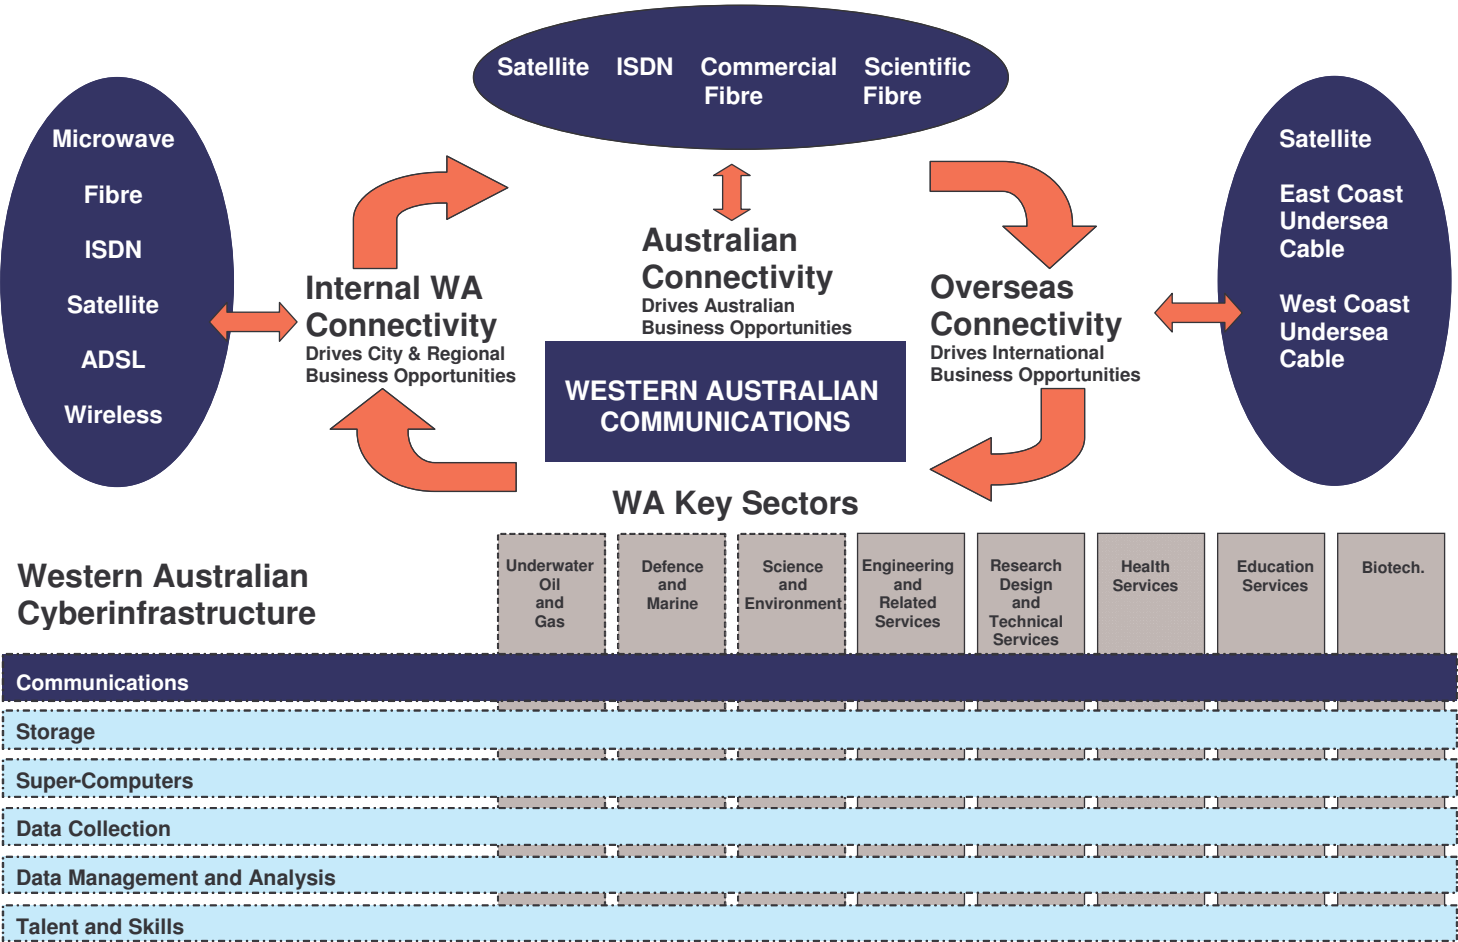 Satellite ISDN Commercial Scientific
Fibre Fibre
Microwave
Fibre
ISDN
Satellite
ADSL
Wireless
Satellite
East Coast
Undersea
Cable
West Coast
Undersea
Cable
Internal WA
Connectivity
Drives City & Regional
Business Opportunities
Australian
Connectivity
Drives Australian
Business Opportunities
Overseas
Connectivity
Drives International
Business Opportunities
WESTERN AUSTRALIAN
COMMUNICATIONS
WA Key Sectors
Western Australian
Cyberinfrastructure
Underwater
Oil
and
Gas
Defence
and
Marine
Science
and
Environment
Engineering
and
Related
Services
Research
Design
and
Technical
Services
Health
Services
Education
Services
Biotech.
Communications
Storage
Super-Computers
Data Collection
Data Management and Analysis
Talent and Skills